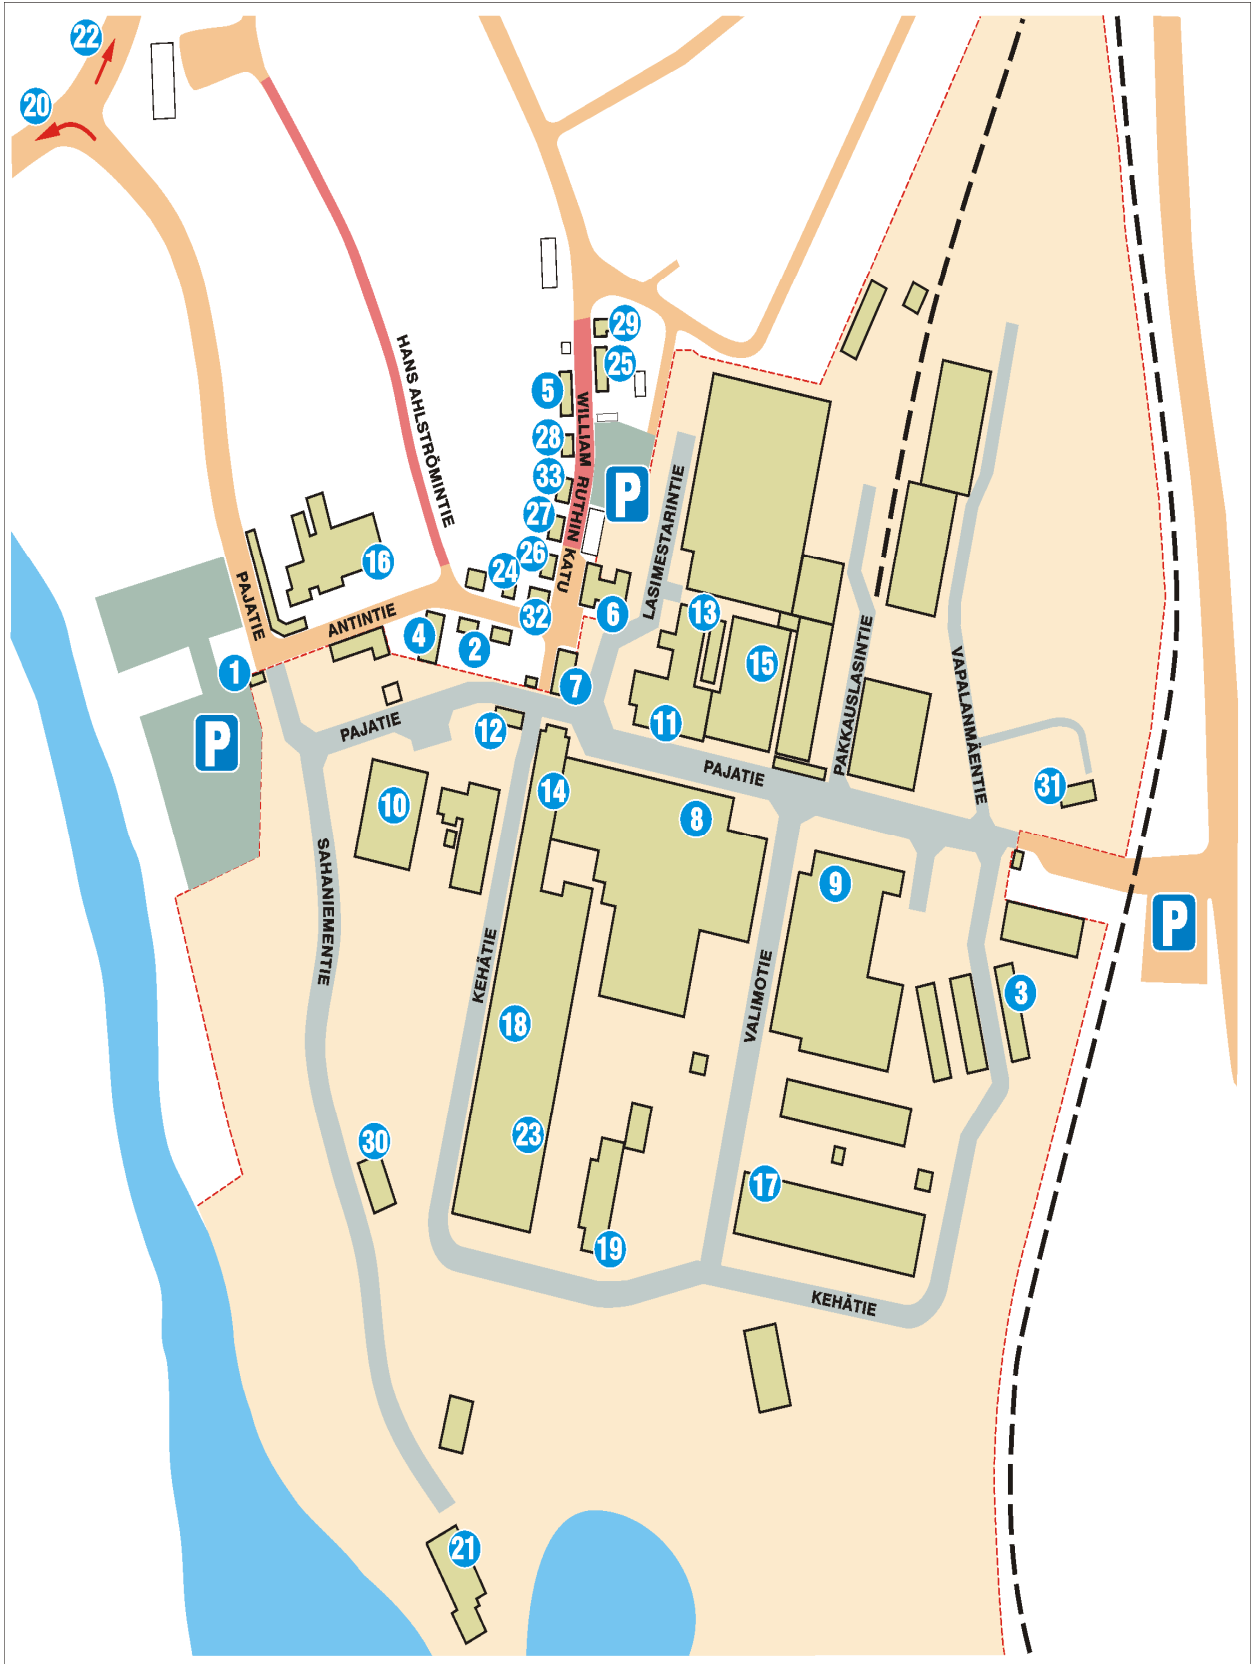 22
20
HANS AHLSTRÖMINTIE
29
25
5
WILLIAM RUTHIN KATU
28
33
P
27
LASIMESTARINTIE
26
16
24
PAJATIE
ANTINTIE
4
2
32
6
13
15
1
7
11
12
PAJATIE
P
PAKKAUSLASINTIE
VAPALANMÄENTIE
PAJATIE
31
10
14
8
SAHANIEMENTIE
9
P
KEHÄTIE
VALIMOTIE
3
18
23
30
17
19
KEHÄTIE
21